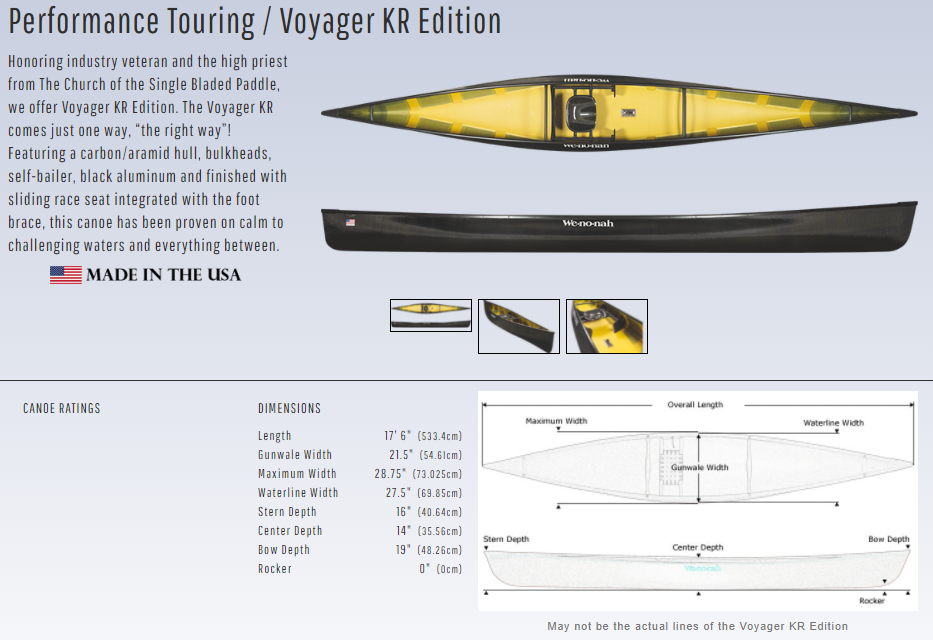 Performance Touring / Voyager KR Edition
Honoring industry veteran and the high priest
from The Church of the Single Bladed Paddle,
we offer Voyager KR Edition. The Voyager KR
comes just one way, “the right way”!
Featuring a carbon/aramid hull, bulkheads,
self-bailer, black aluminum and finished with
sliding race seat integrated with the foot
brace, this canoe has been proven on calm to
challenging waters and everything between.
MADE IN THE USA
We-no-nah
We-no-nah
We-no-nah
CANOE RATINGS
DIMENSIONS
Length 17' 6" (533.4cm)
Gunwale Width 21.5" (54.61cm)
Maximum Width 28.75" (73.025cm)
Waterline Width 27.5" (69.85cm)
Stern Depth 16" (40.64cm)
Center Depth 14" (35.56cm)
Bow Depth 19" (48.26cm)
Rocker 0" (0cm)
Overall Length
Maximum Width
Waterline Width
Gunwale Width
Stern Depth
Center Depth
Bow Depth
We-no-nah
Rocker
May not be the actual lines of the Voyager KR Edition